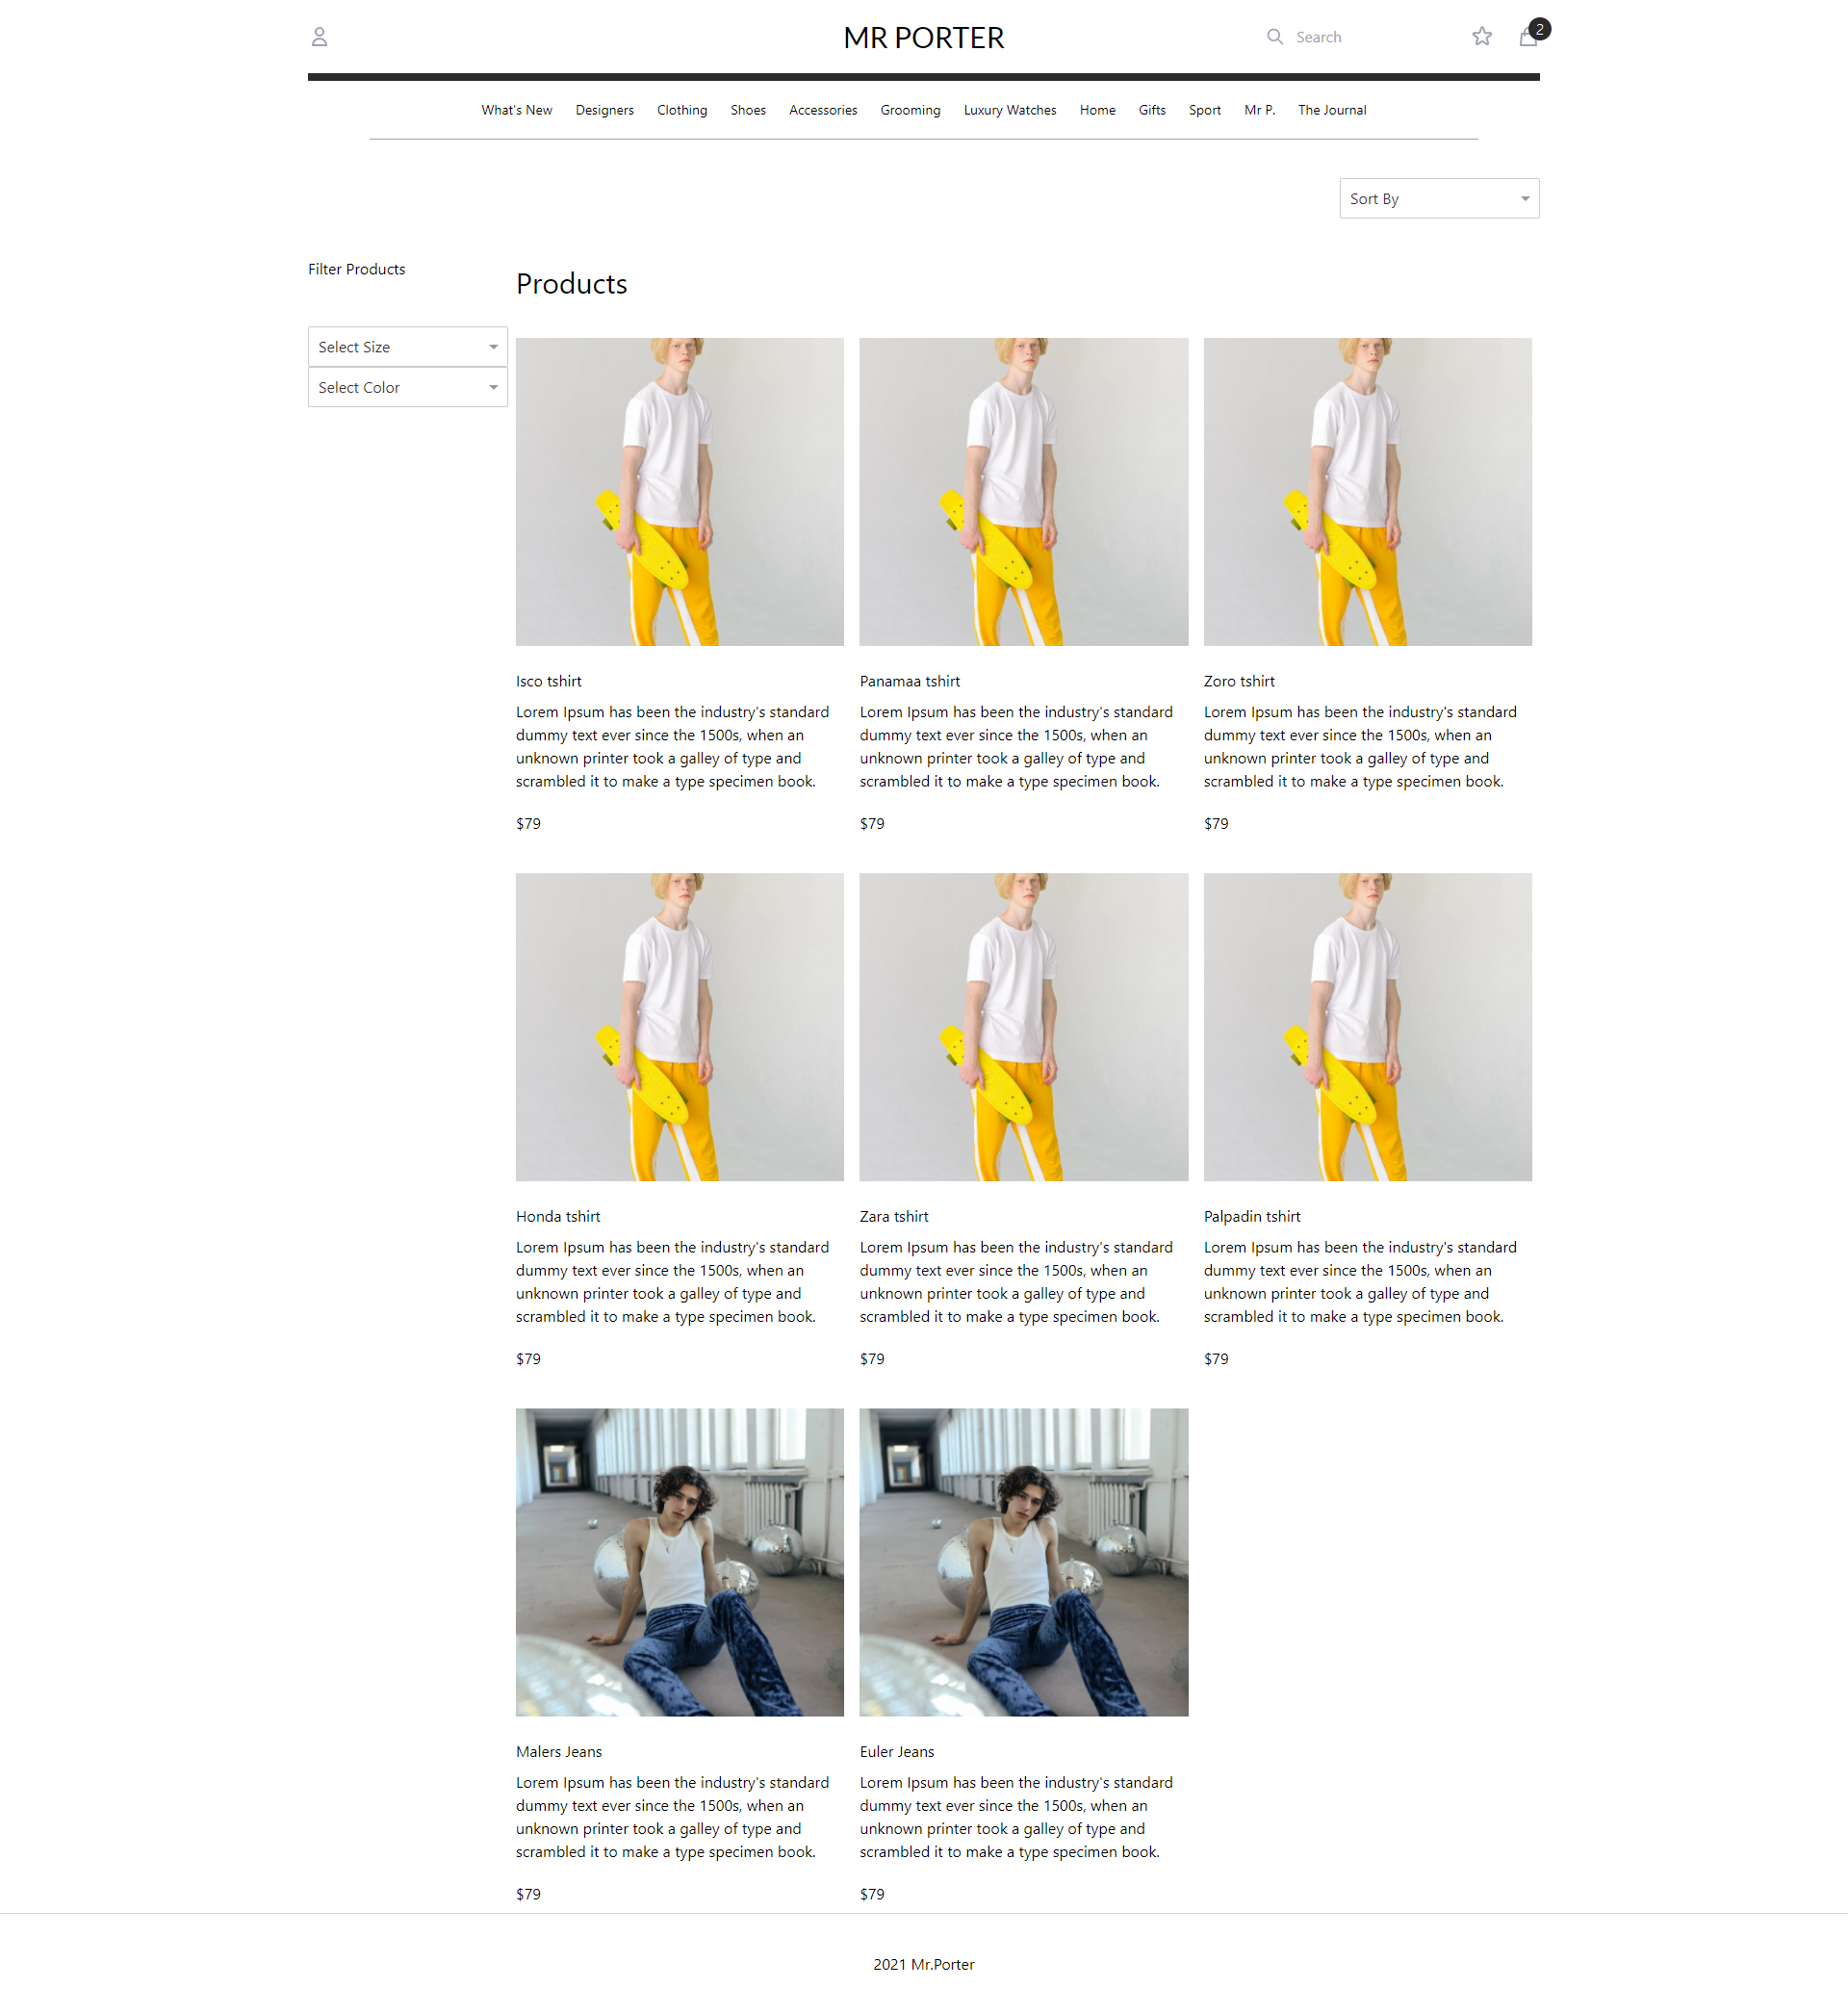 MR PORTER
Search
2
What's New Designers Clothing Shoes Accessories Grooming Luxury Watches Home Gifts Sport Mr P. The Journal
Sort By
Filter Products
Select Size
Select Color
Products
Isco tshirt
Lorem Ipsum has been the industry's standard
dummy text ever since the 1500s, when an
unknown printer took a galley of type and
scrambled it to make a type specimen book.
$79
Panamaa tshirt
Lorem Ipsum has been the industry's standard
dummy text ever since the 1500s, when an
unknown printer took a galley of type and
scrambled it to make a type specimen book.
$79
Zoro tshirt
Lorem Ipsum has been the industry's standard
dummy text ever since the 1500s, when an
unknown printer took a galley of type and
scrambled it to make a type specimen book.
$79
Honda tshirt
Lorem Ipsum has been the industry's standard
dummy text ever since the 1500s, when an
unknown printer took a galley of type and
scrambled it to make a type specimen book.
$79
Zara tshirt
Lorem Ipsum has been the industry's standard
dummy text ever since the 1500s, when an
unknown printer took a galley of type and
scrambled it to make a type specimen book.
$79
Palpadin tshirt
Lorem Ipsum has been the industry's standard
dummy text ever since the 1500s, when an
unknown printer took a galley of type and
scrambled it to make a type specimen book.
$79
Malers Jeans
Lorem Ipsum has been the industry's standard
dummy text ever since the 1500s, when an
unknown printer took a galley of type and
scrambled it to make a type specimen book.
$79
Euler Jeans
Lorem Ipsum has been the industry's standard
dummy text ever since the 1500s, when an
unknown printer took a galley of type and
scrambled it to make a type specimen book.
$79
2021 Mr.Porter